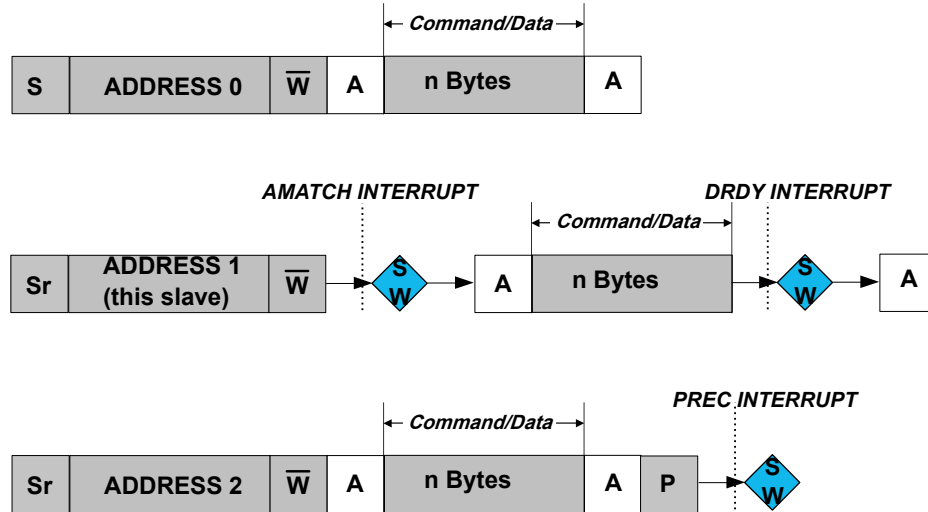 Command/Data
S ADDRESS 0 W̅ A n Bytes A
AMATCH INTERRUPT DRDY INTERRUPT
Command/Data
Sr ADDRESS 1 (this slave) W̅ S W A n Bytes S W A
PREC INTERRUPT
Command/Data
Sr ADDRESS 2 W̅ A n Bytes A P S W